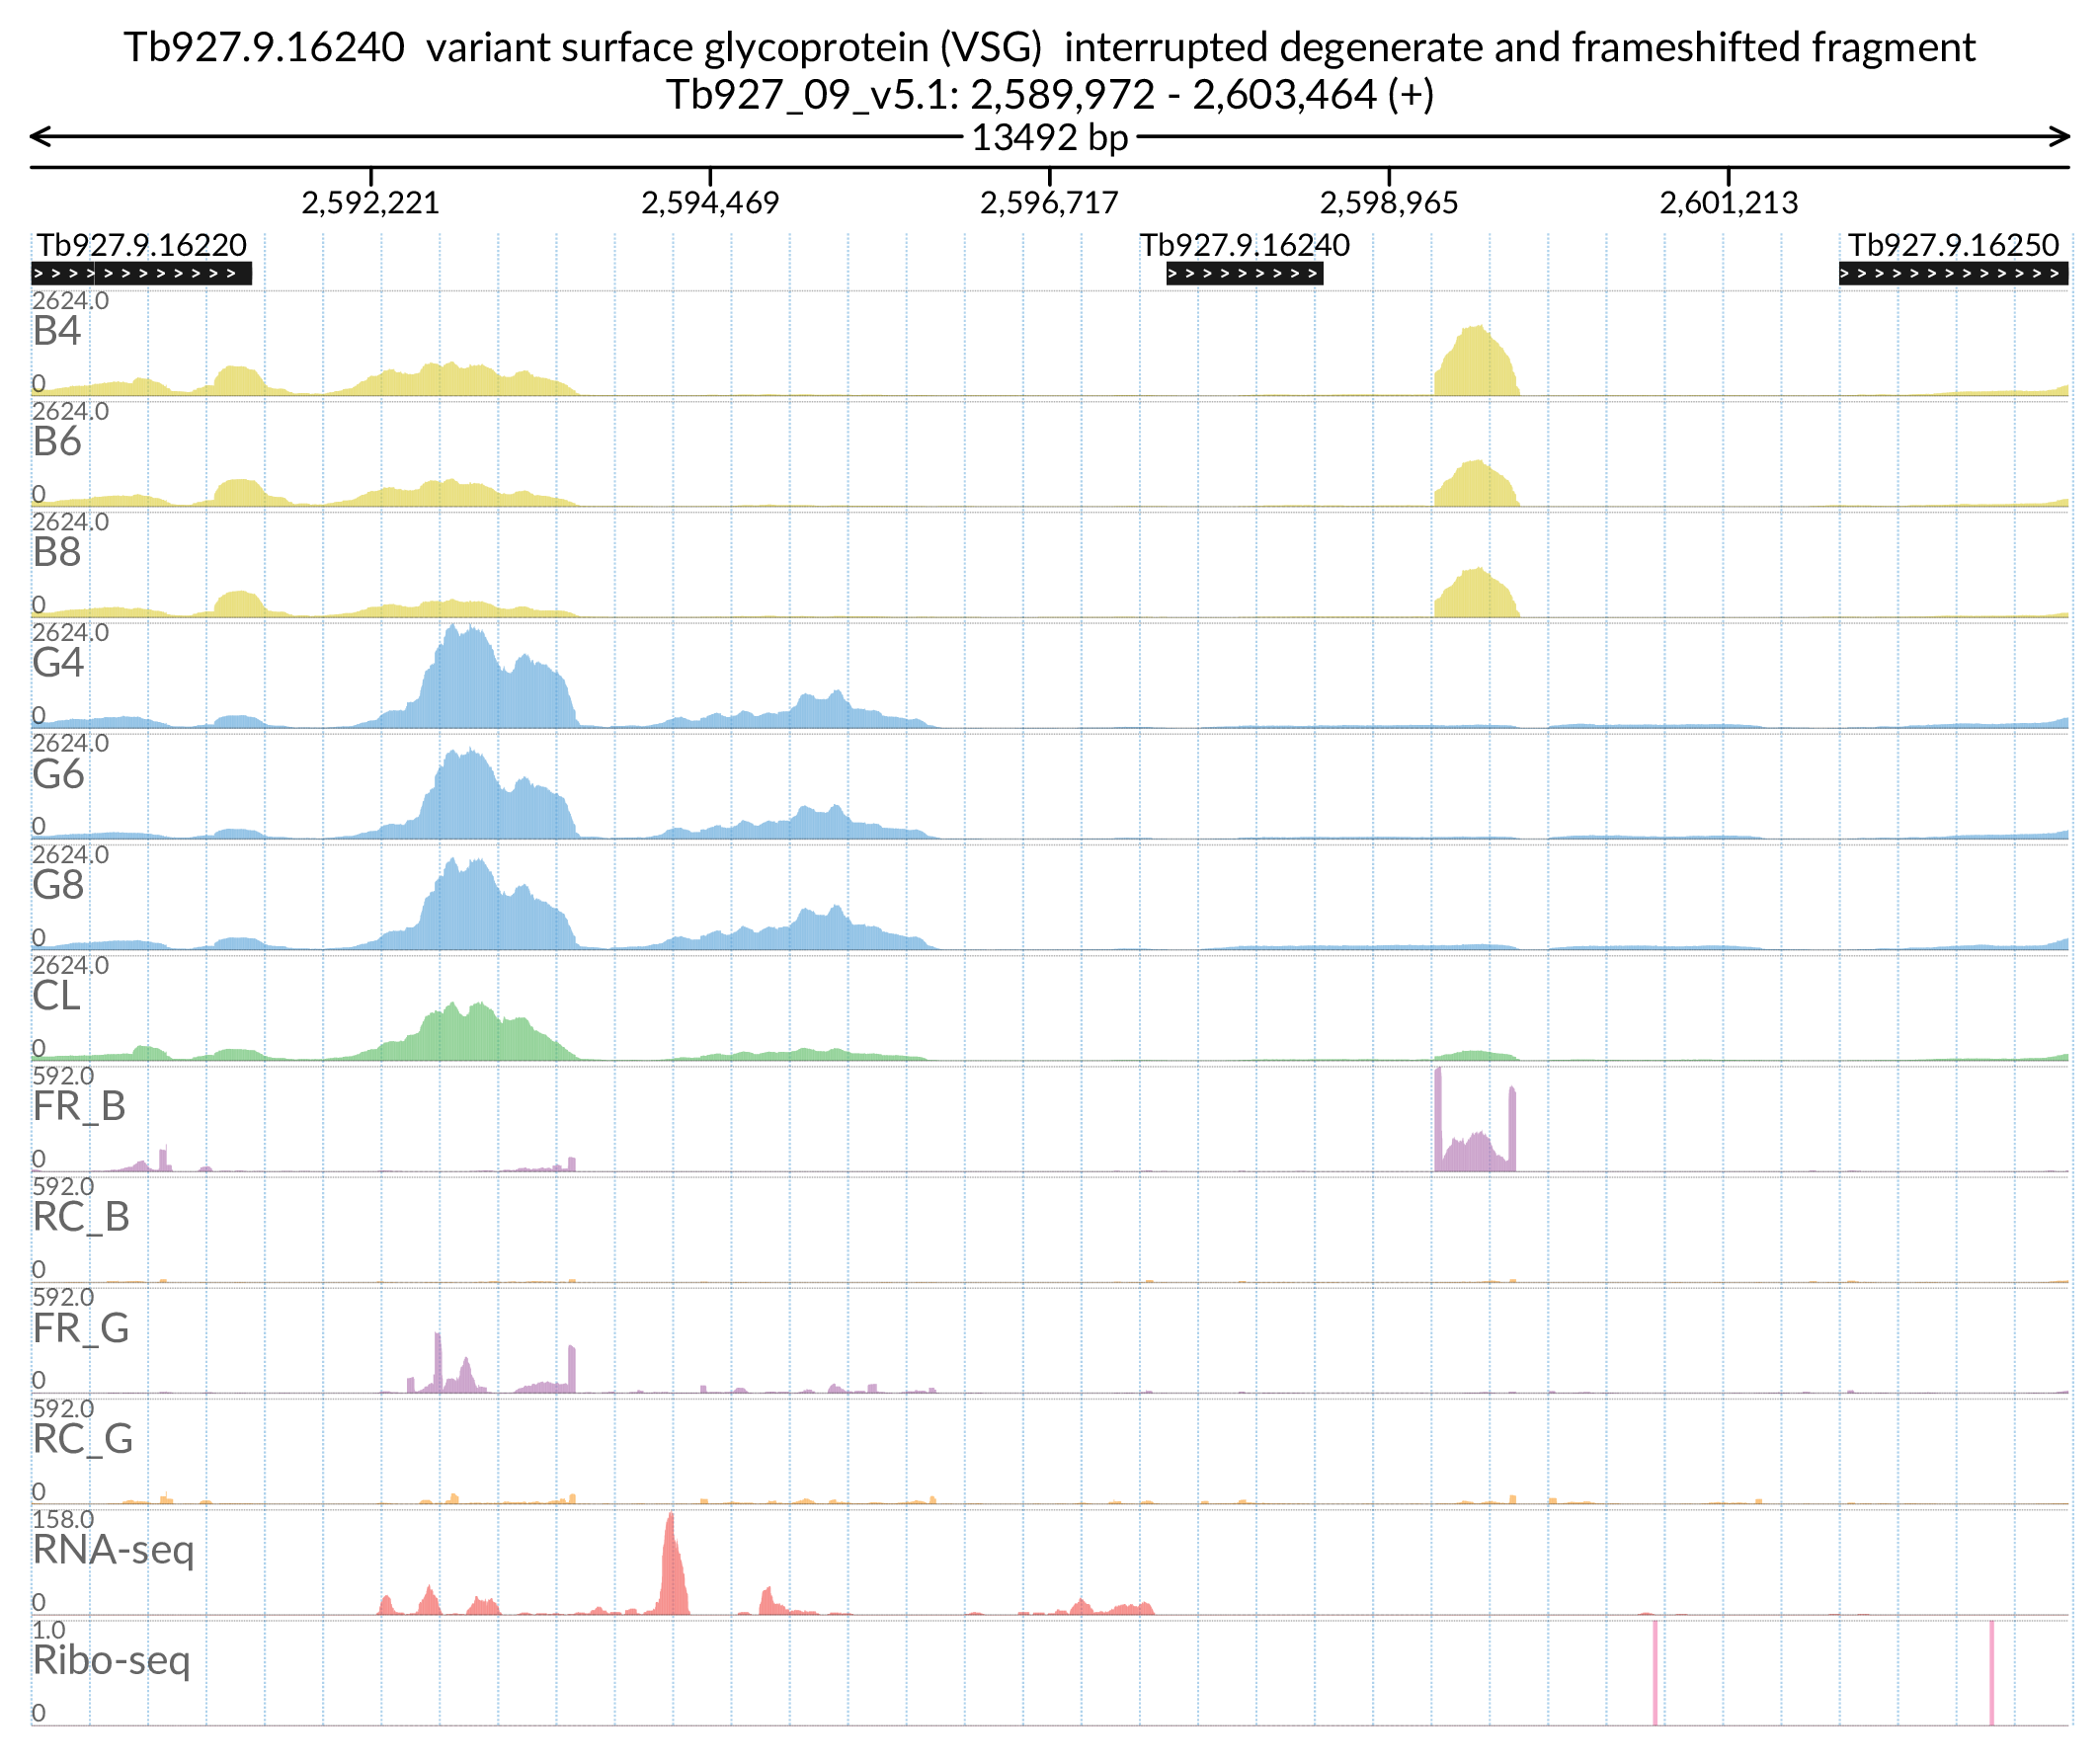 Tb927.9.16240 variant surface glycoprotein (VSG) interrupted degenerate and frameshifted fragment
Tb927_09_v5.1: 2,589,972 - 2,603,464 (+)
13492 bp
2,592,221 2,594,469 2,596,717 2,598,965 2,601,213
Tb927.9.16220 Tb927.9.16240 Tb927.9.16250
2624.0
B4
0
2624.0
B6
0
2624.0
B8
0
2624.0
G4
0
2624.0
G6
0
2624.0
G8
0
2624.0
CL
0
592.0
FR_B
0
592.0
RC_B
0
592.0
FR_G
0
592.0
RC_G
0
158.0
RNA-seq
0
1.0
Ribo-seq
0